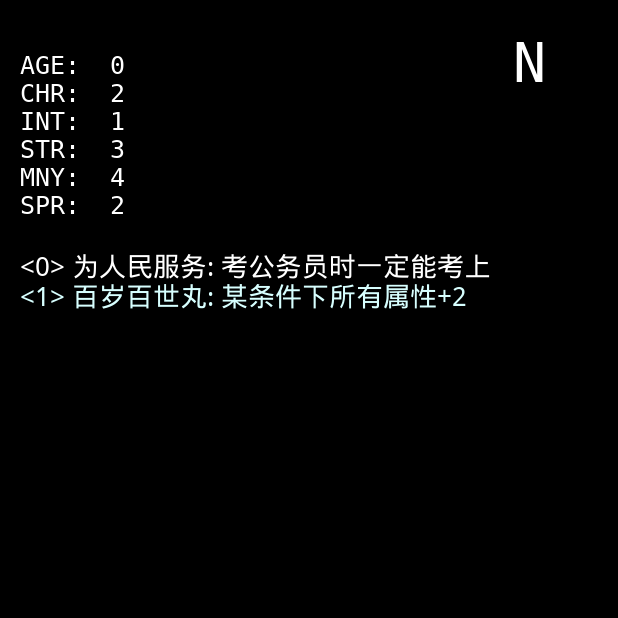 N
AGE: 0
CHR: 2
INT: 1
STR: 3
MNY: 4
SPR: 2
<0> 为人民服务: 考公务员时一定能考上
<1> 百岁百世丸: 某条件下所有属性+2